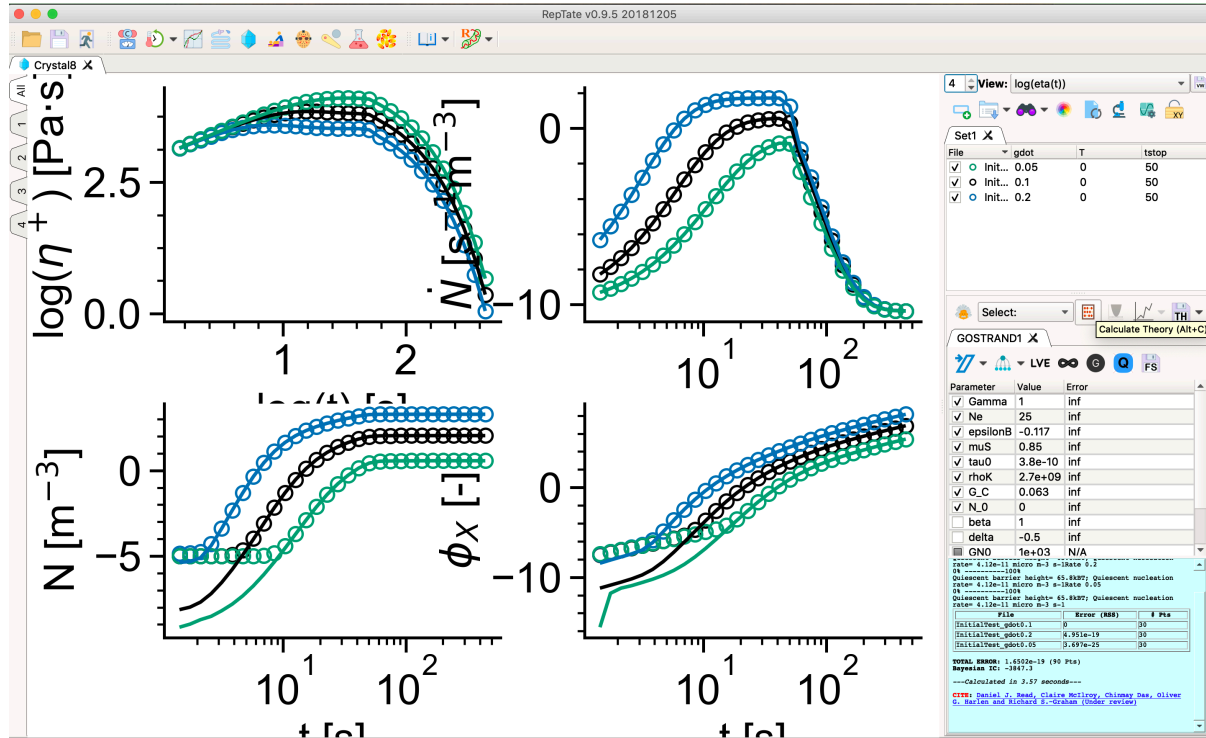 RepTate v0.9.5 20181205
Crystal8
All
1
2
3
4
log(η⁺) [Pa·s]
2.5
0.0
1
2
log(t) [s]
Ṅ [s⁻¹m⁻³]
0
−10
10¹
10²
N [m⁻³]
0
−5
10¹
10²
t [s]
ϕX [-]
0
−10
10¹
10²
t [s]
4 View: log(eta(t))
VW
XY
Set1
File gdot T tstop
Init... 0.05 0 50
Init... 0.1 0 50
Init... 0.2 0 50
Select:
TH
Calculate Theory (Alt+C)
GOSTRAND1
LVE G Q FS
Parameter Value Error
Gamma 1 inf
Ne 25 inf
epsilonB -0.117 inf
muS 0.85 inf
tau0 3.8e-10 inf
rhoK 2.7e+09 inf
G_C 0.063 inf
N_0 0 inf
beta 1 inf
delta -0.5 inf
GN0 1e+03 N/A
rate= 4.12e-11 micro m-3 s-1Rate 0.2
0% ----------100%
Quiescent barrier height= 65.8kBT; Quiescent nucleation
rate= 4.12e-11 micro m-3 s-1Rate 0.05
0% ----------100%
Quiescent barrier height= 65.8kBT; Quiescent nucleation
rate= 4.12e-11 micro m-3 s-1
File Error (RSS) # Pts
InitialTest_gdot0.1 0 30
InitialTest_gdot0.2 4.951e-19 30
InitialTest_gdot0.05 3.697e-25 30
TOTAL ERROR: 1.6502e-19 (90 Pts)
Bayesian IC: -3847.3
---Calculated in 3.57 seconds---
CITE: Daniel J. Read, Claire McIlroy, Chinmay Das, Oliver
G. Harlen and Richard S.-Graham (Under review)